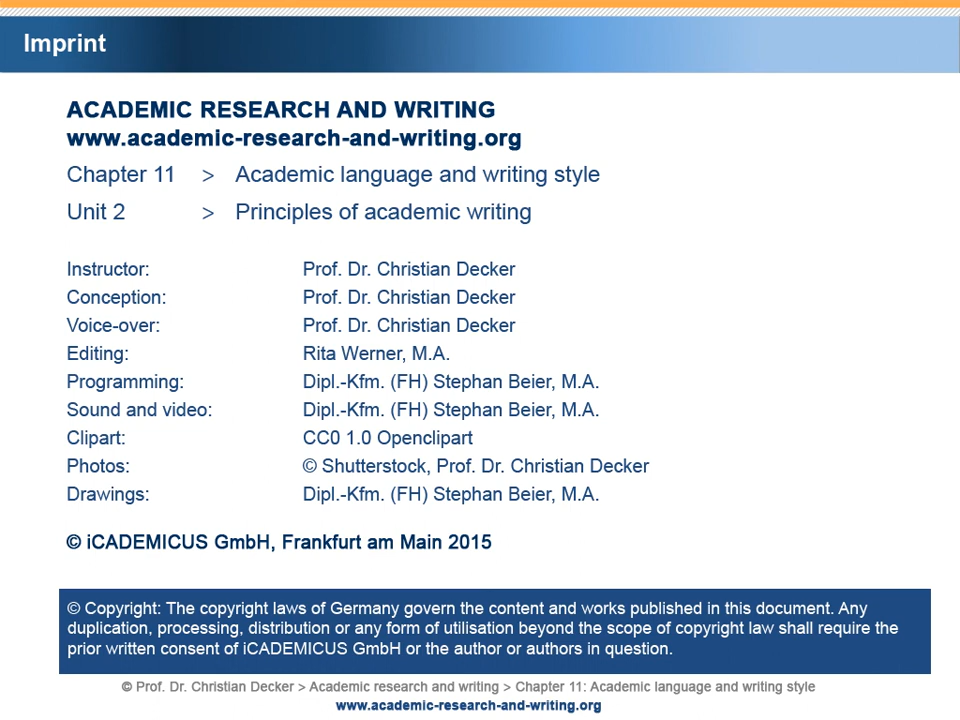 Imprint
ACADEMIC RESEARCH AND WRITING
www.academic-research-and-writing.org
Chapter 11 > Academic language and writing style
Unit 2 > Principles of academic writing
Instructor: Prof. Dr. Christian Decker
Conception: Prof. Dr. Christian Decker
Voice-over: Prof. Dr. Christian Decker
Editing: Rita Werner, M.A.
Programming: Dipl.-Kfm. (FH) Stephan Beier, M.A.
Sound and video: Dipl.-Kfm. (FH) Stephan Beier, M.A.
Clipart: CC0 1.0 Openclipart
Photos: © Shutterstock, Prof. Dr. Christian Decker
Drawings: Dipl.-Kfm. (FH) Stephan Beier, M.A.
© iCADEMICUS GmbH, Frankfurt am Main 2015
© Copyright: The copyright laws of Germany govern the content and works published in this document. Any
duplication, processing, distribution or any form of utilisation beyond the scope of copyright law shall require the
prior written consent of iCADEMICUS GmbH or the author or authors in question.
© Prof. Dr. Christian Decker > Academic research and writing > Chapter 11: Academic language and writing style
www.academic-research-and-writing.org